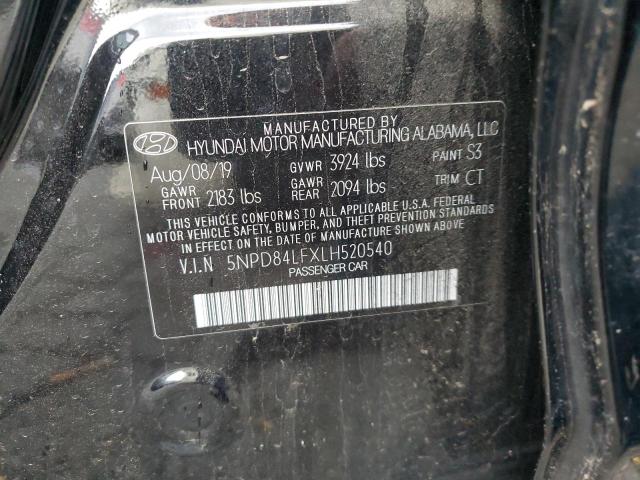 MANUFACTURED BY
HYUNDAI MOTOR MANUFACTURING ALABAMA, LLC
Aug/08/19 GVWR 3924 lbs PAINT S3
GAWR FRONT 2183 lbs GAWR REAR 2094 lbs TRIM CT
THIS VEHICLE CONFORMS TO ALL APPLICABLE U.S.A. FEDERAL
MOTOR VEHICLE SAFETY, BUMPER, AND THEFT PREVENTION STANDARDS
IN EFFECT ON THE DATE OF MANUFACTURE SHOWN ABOVE.
V.I.N 5NPD84LFXLH520540
PASSENGER CAR